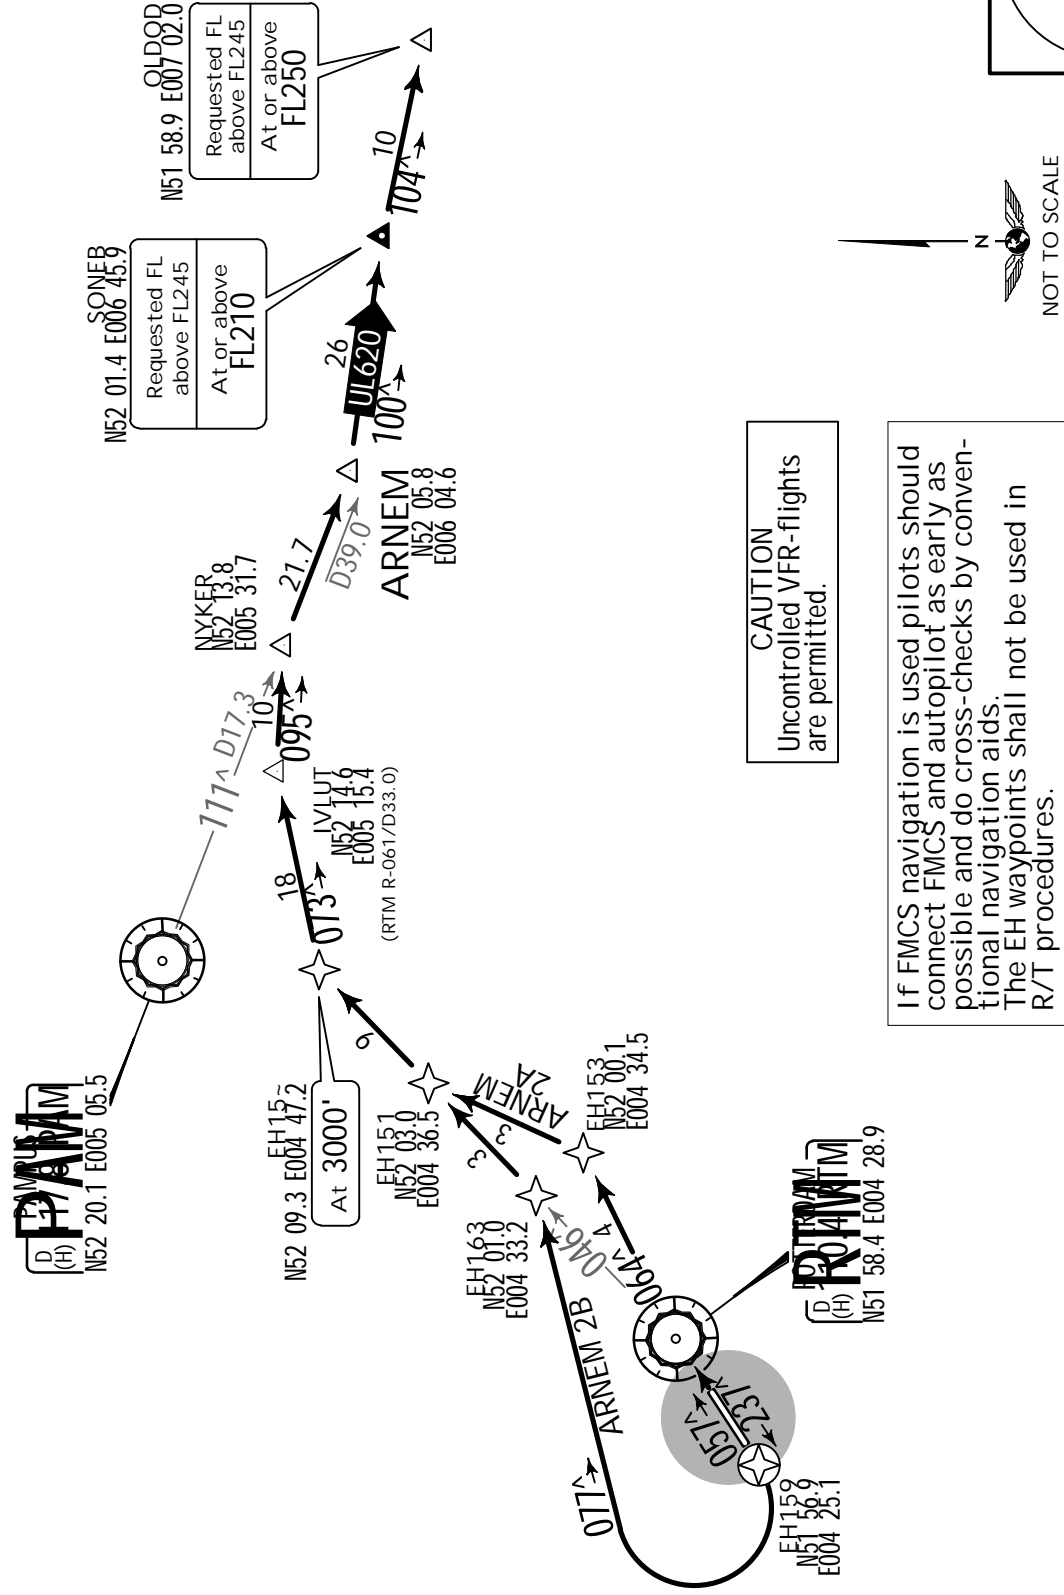 OLDOD
N51 58.9 E007 02.0
Requested FL
above FL245
At or above
FL250
10
104^
SONEB
N52 01.4 E006 45.9
Requested FL
above FL245
At or above
FL210
26
UL620
100^
ARNEM
N52 05.8
E006 04.6
21.7
D39.0
NYKER
N52 13.8
E005 31.7
10
095^
111^ D17.3
IVLUT
N52 14.6
E005 15.4
(RTM R-061/D33.0)
18
073^
PAMPUS
D
(H)
PAM
N52 20.1 E005 05.5
EH15~
N52 09.3 E004 47.2
At 3000'
9
EH151
N52 03.0
E004 36.5
ARNEM
2A
3
3
EH153
N52 00.1
E004 34.5
EH163
N52 01.0
E004 33.2
046^
4
064^
ARNEM 2B
077^
ROTTERDAM
D
(H)
RTM
N51 58.4 E004 28.9
057^
237^
EH159
N51 56.9
E004 25.1
CAUTION
Uncontrolled VFR-flights
are permitted.
If FMCS navigation is used pilots should
connect FMCS and autopilot as early as
possible and do cross-checks by conven-
tional navigation aids.
The EH waypoints shall not be used in
R/T procedures.
N
NOT TO SCALE